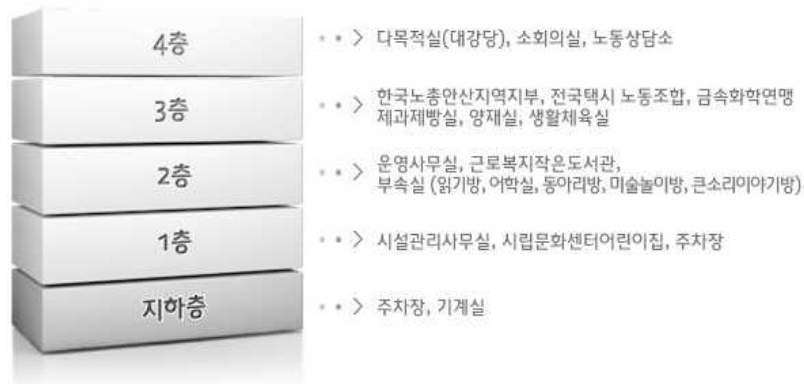 4층
다목적실(대강당), 소회의실, 노동상담소
3층
한국노총안산지역지부, 전국택시 노동조합, 금속화학연맹
제과제빵실, 양재실, 생활체육실
2층
운영사무실, 근로복지작은도서관,
부속실 (읽기방, 어학실, 동아리방, 미술놀이방, 큰소리이야기방)
1층
시설관리사무실, 시립문화센터어린이집, 주차장
지하층
주차장, 기계실